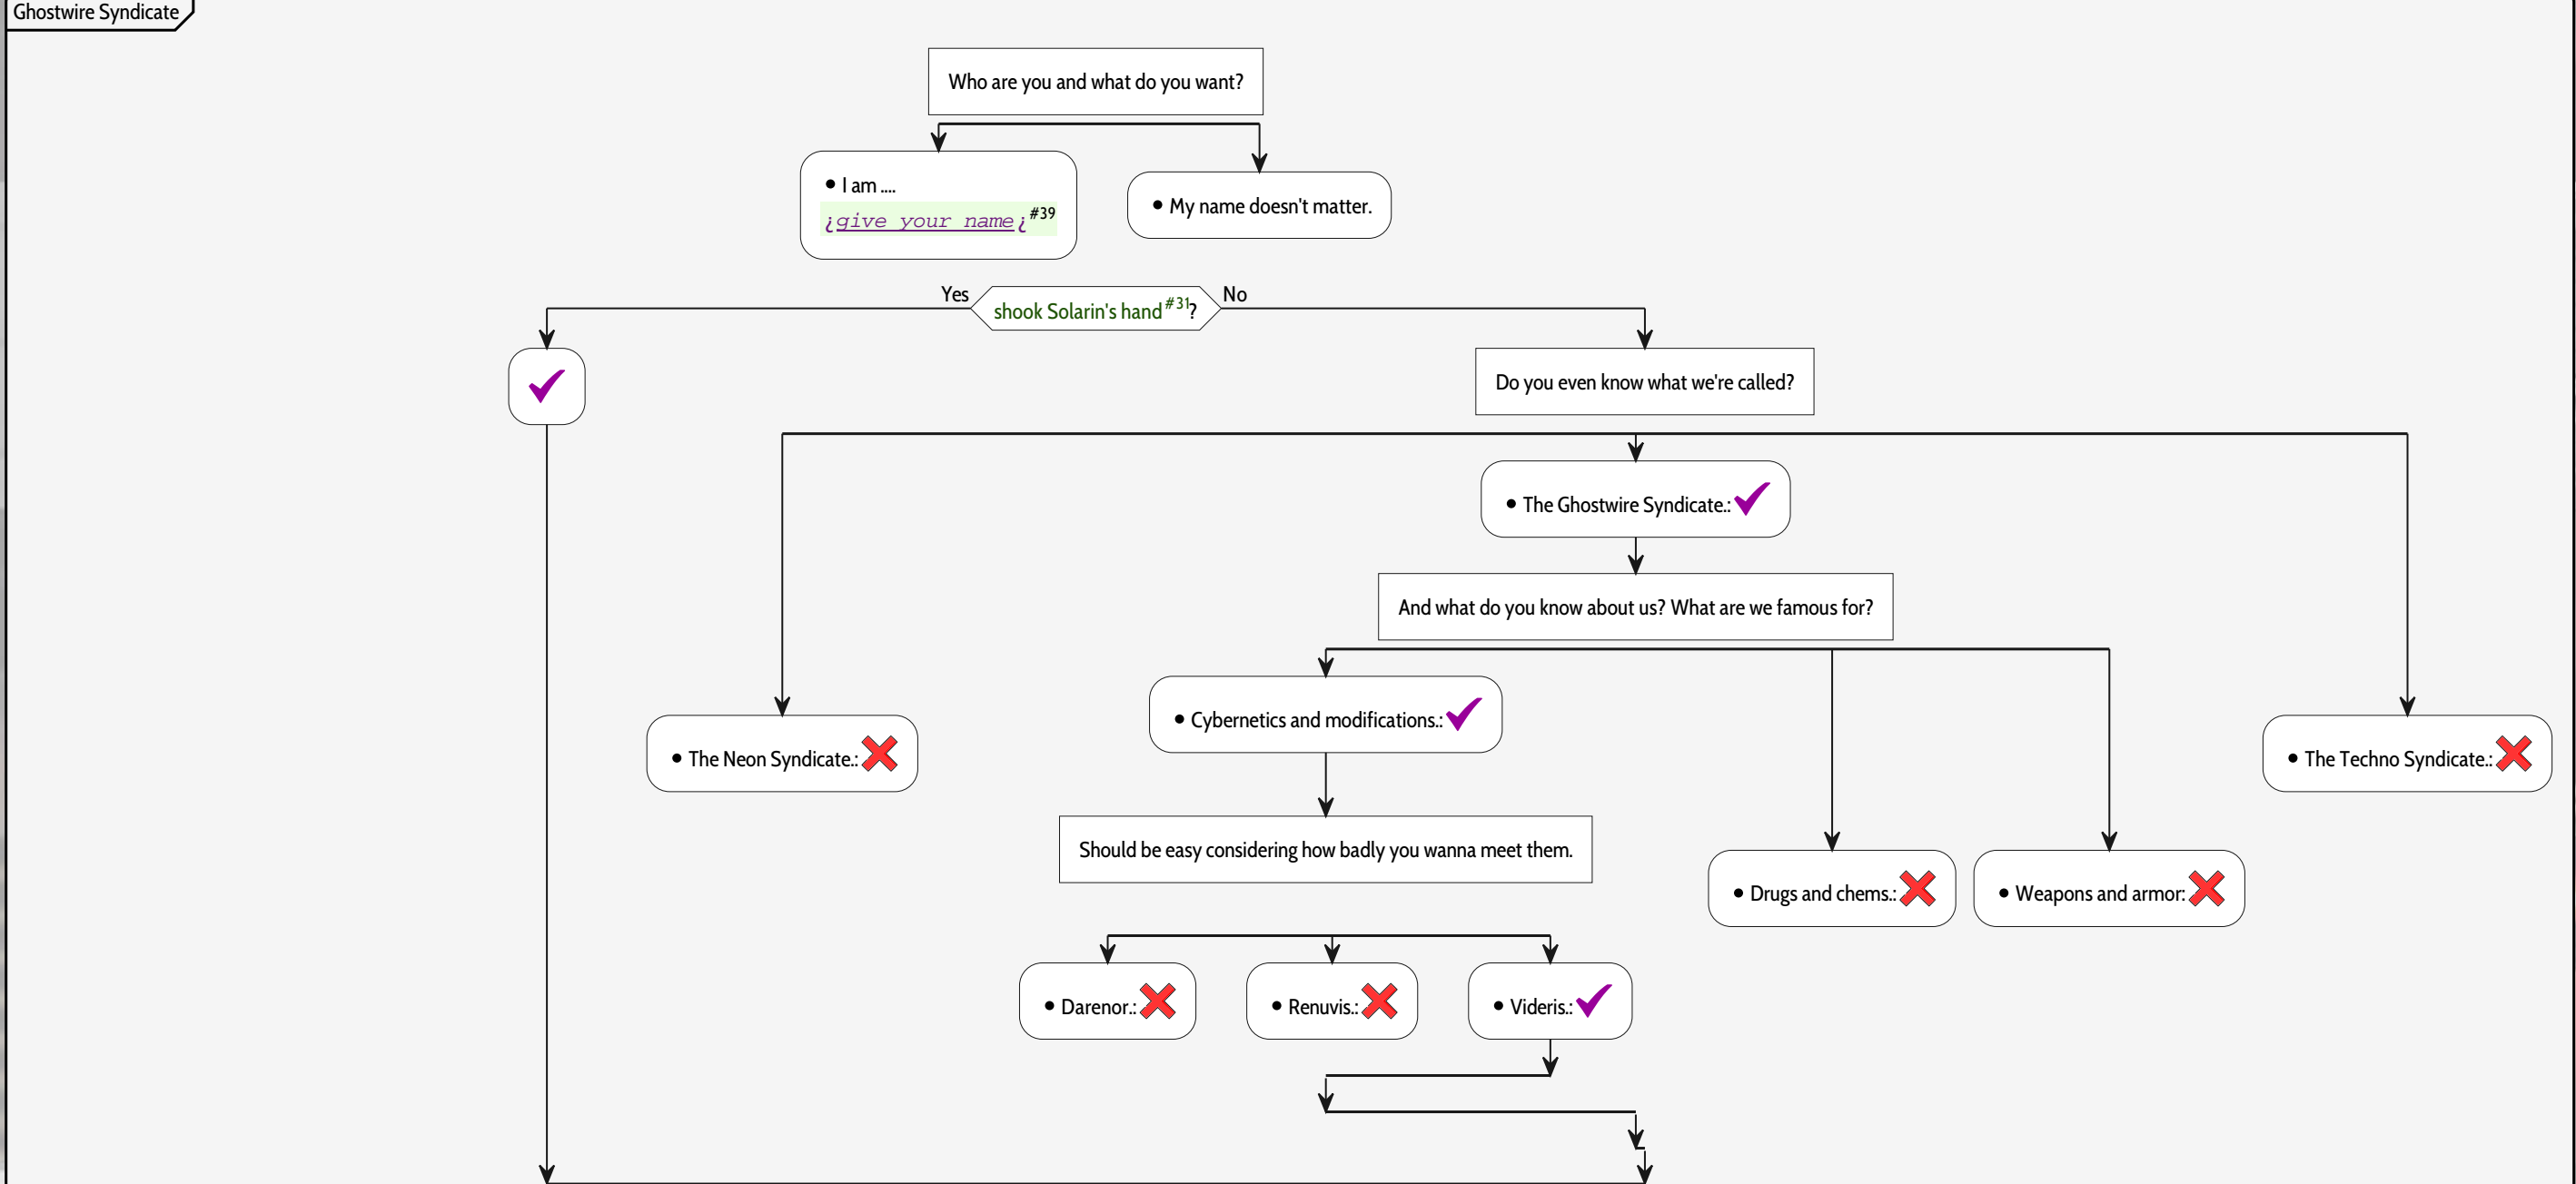 Ghostwire Syndicate
Who are you and what do you want?
• I am ....
¿give your name¿#39
• My name doesn't matter.
Yes
shook Solarin's hand#31?
No
Do you even know what we're called?
• The Ghostwire Syndicate.:
And what do you know about us? What are we famous for?
• Cybernetics and modifications.:
• The Neon Syndicate.:
• The Techno Syndicate.:
Should be easy considering how badly you wanna meet them.
• Drugs and chems.:
• Weapons and armor:
• Darenor.:
• Renuvis.:
• Videris.: